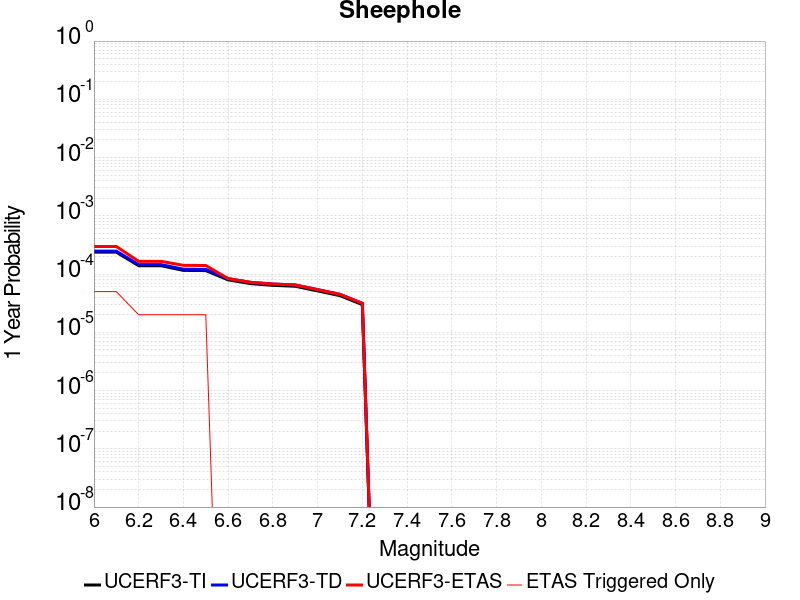 Sheephole
10^0
10^-1
10^-2
10^-3
10^-4
10^-5
10^-6
10^-7
10^-8
1 Year Probability
6 6.2 6.4 6.6 6.8 7 7.2 7.4 7.6 7.8 8 8.2 8.4 8.6 8.8 9
Magnitude
UCERF3-TI UCERF3-TD UCERF3-ETAS ETAS Triggered Only